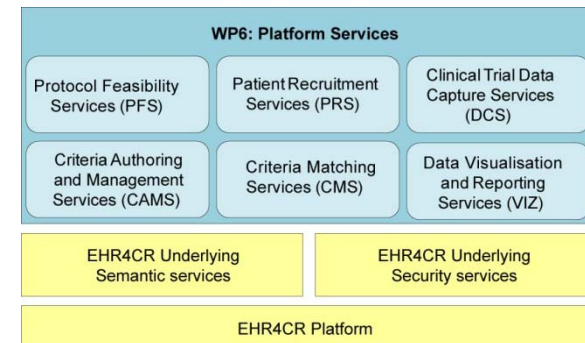 WP6: Platform Services
Protocol Feasibility
Services (PFS)
Patient Recruitment
Services (PRS)
Clinical Trial Data
Capture Services
(DCS)
Criteria Authoring
and Management
Services (CAMS)
Criteria Matching
Services (CMS)
Data Visualisation
and Reporting
Services (VIZ)
EHR4CR Underlying
Semantic services
EHR4CR Underlying
Security services
EHR4CR Platform